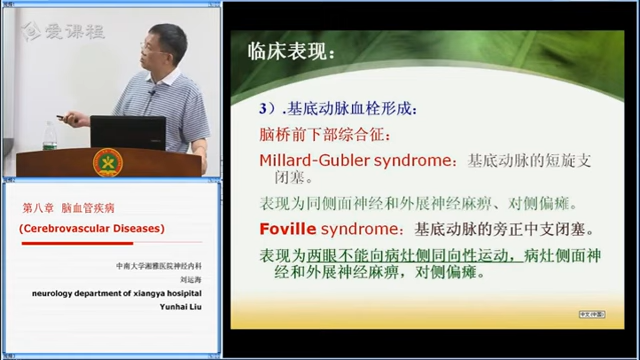 爱课程
第八章 脑血管疾病
(Cerebrovascular Diseases)
中南大学湘雅医院神经内科
刘运海
neurology department of xiangya hosipital
Yunhai Liu
临床表现：
3）.基底动脉血栓形成：
脑桥前下部综合征：
Millard-Gubler syndrome：基底动脉的短旋支
闭塞。
表现为同侧面神经和外展神经麻痹、对侧偏瘫。
Foville syndrome：基底动脉的旁正中支闭塞。
表现为两眼不能向病灶侧同向性运动，病灶侧面神
经和外展神经麻痹，对侧偏瘫。